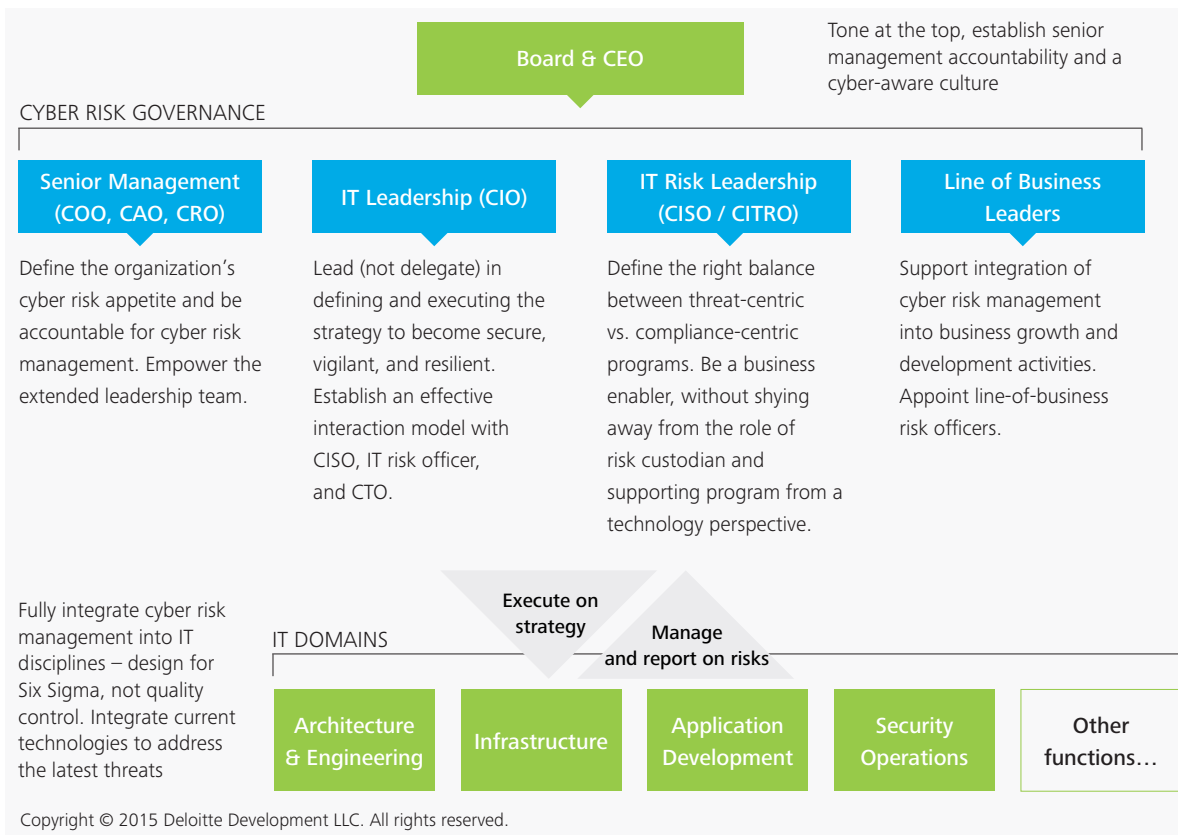 Board & CEO
Tone at the top, establish senior
management accountability and a
cyber-aware culture
CYBER RISK GOVERNANCE
Senior Management
(COO, CAO, CRO)
Define the organization’s
cyber risk appetite and be
accountable for cyber risk
management. Empower the
extended leadership team.
IT Leadership (CIO)
Lead (not delegate) in
defining and executing the
strategy to become secure,
vigilant, and resilient.
Establish an effective
interaction model with
CISO, IT risk officer,
and CTO.
IT Risk Leadership
(CISO / CITRO)
Define the right balance
between threat-centric
vs. compliance-centric
programs. Be a business
enabler, without shying
away from the role of
risk custodian and
supporting program from a
technology perspective.
Line of Business
Leaders
Support integration of
cyber risk management
into business growth and
development activities.
Appoint line-of-business
risk officers.
Execute on
strategy
Manage
and report on risks
Fully integrate cyber risk
management into IT
disciplines – design for
Six Sigma, not quality
control. Integrate current
technologies to address
the latest threats
IT DOMAINS
Architecture
& Engineering
Infrastructure
Application
Development
Security
Operations
Other
functions…
Copyright © 2015 Deloitte Development LLC. All rights reserved.